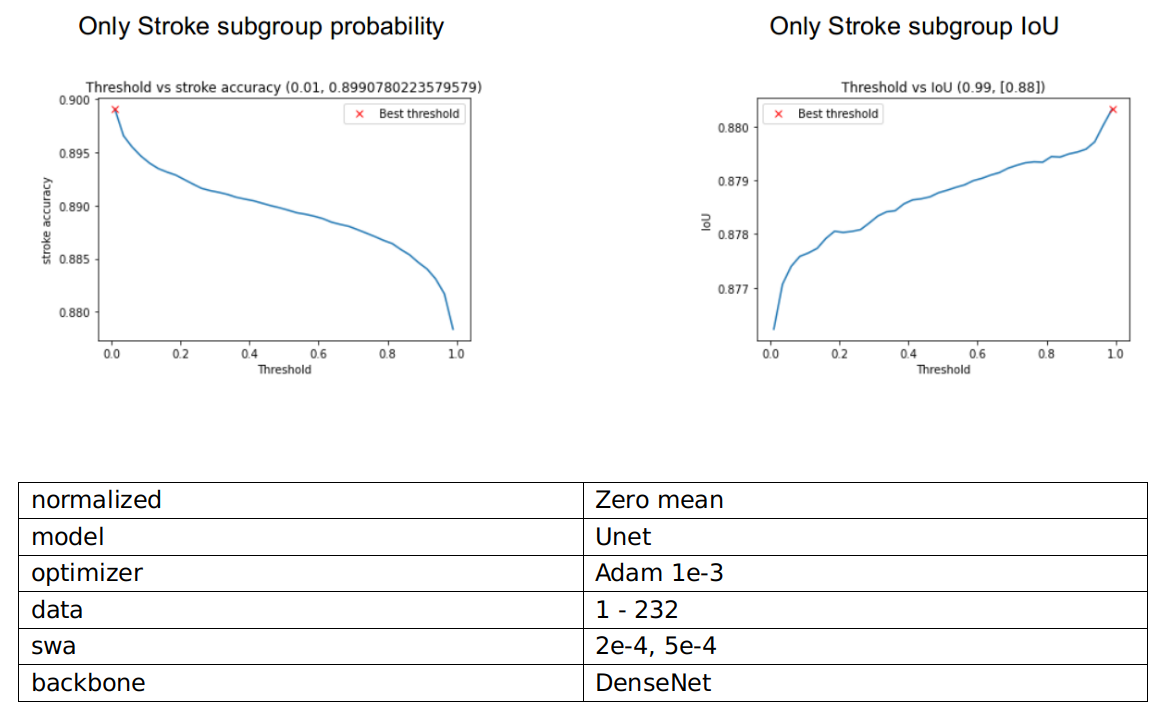 Only Stroke subgroup probability
Only Stroke subgroup IoU
Threshold vs stroke accuracy (0.01, 0.8990780223579579)
Best threshold
0.900
0.895
0.890
0.885
0.880
stroke accuracy
0.0 0.2 0.4 0.6 0.8 1.0
Threshold
Threshold vs IoU (0.99, [0.88])
Best threshold
0.880
0.879
0.878
0.877
IoU
0.0 0.2 0.4 0.6 0.8 1.0
Threshold
normalized Zero mean
model Unet
optimizer Adam 1e-3
data 1 - 232
swa 2e-4, 5e-4
backbone DenseNet